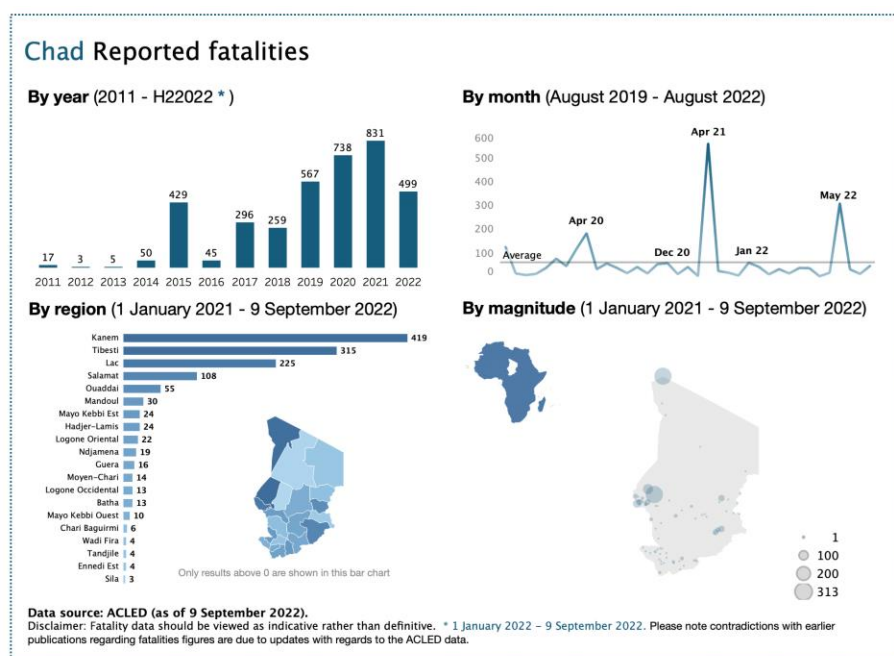 Chad Reported fatalities
By year (2011 - H22022 * )
17
3
5
50
429
45
296
259
567
738
831
499
2011 2012 2013 2014 2015 2016 2017 2018 2019 2020 2021 2022
By month (August 2019 - August 2022)
600
500
400
300
200
100
0
Average
Apr 20
Dec 20
Apr 21
Jan 22
May 22
By region (1 January 2021 - 9 September 2022)
Kanem 419
Tibesti 315
Lac 225
Salamat 108
Ouaddai 55
Mandoul 30
Mayo Kebbi Est 24
Hadjer-Lamis 24
Logone Oriental 22
Ndjamena 19
Guera 16
Moyen-Chari 14
Logone Occidental 13
Batha 13
Mayo Kebbi Ouest 10
Chari Baguirmi 6
Wadi Fira 4
Tandjile 4
Ennedi Est 4
Sila 3
Only results above 0 are shown in this bar chart
By magnitude (1 January 2021 - 9 September 2022)
1
100
200
313
Data source: ACLED (as of 9 September 2022).
Disclaimer: Fatality data should be viewed as indicative rather than definitive. * 1 January 2022 - 9 September 2022. Please note contradictions with earlier
publications regarding fatalities figures are due to updates with regards to the ACLED data.